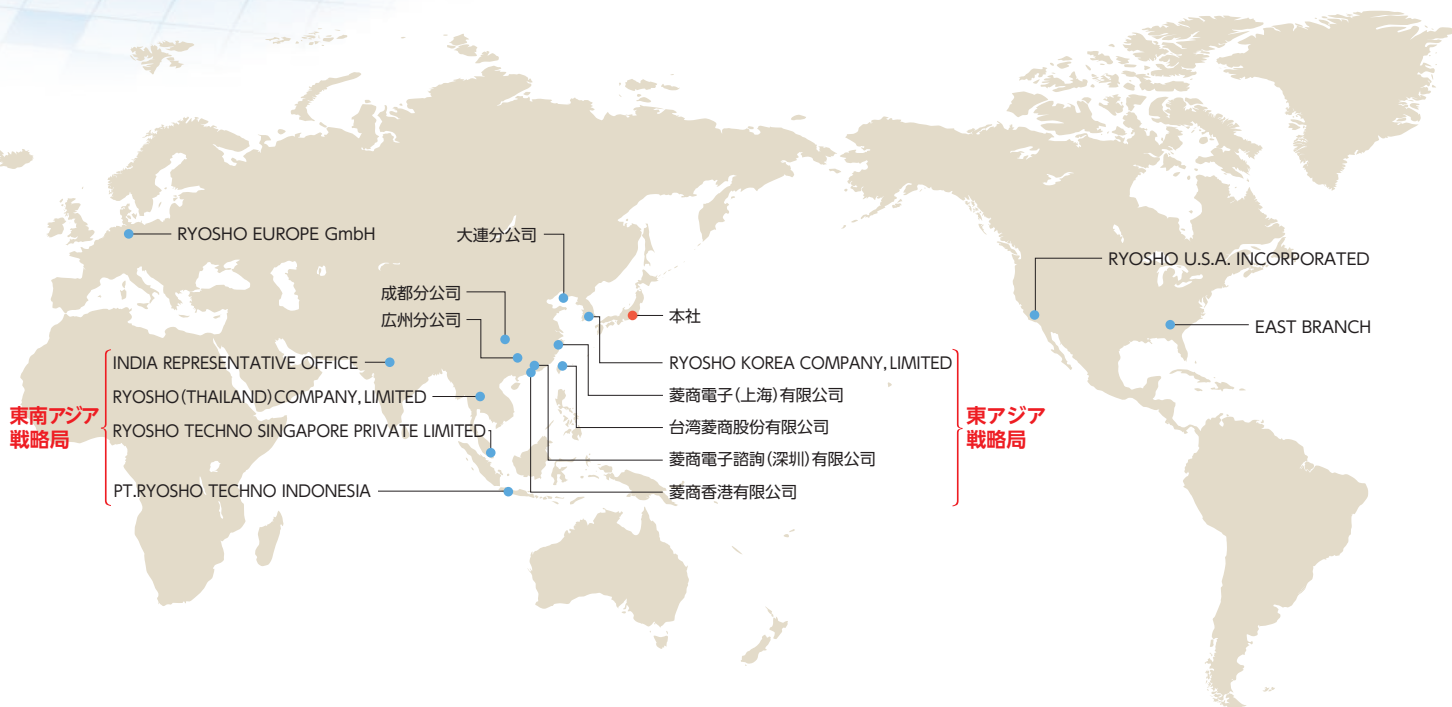 RYOSHO EUROPE GmbH
大連分公司
成都分公司
広州分公司
本社
RYOSHO U.S.A. INCORPORATED
EAST BRANCH
東南アジア
戦略局
INDIA REPRESENTATIVE OFFICE
RYOSHO(THAILAND)COMPANY, LIMITED
RYOSHO TECHNO SINGAPORE PRIVATE LIMITED
PT.RYOSHO TECHNO INDONESIA
RYOSHO KOREA COMPANY, LIMITED
菱商電子(上海)有限公司
台湾菱商股份有限公司
菱商電子諮詢(深圳)有限公司
菱商香港有限公司
東アジア
戦略局